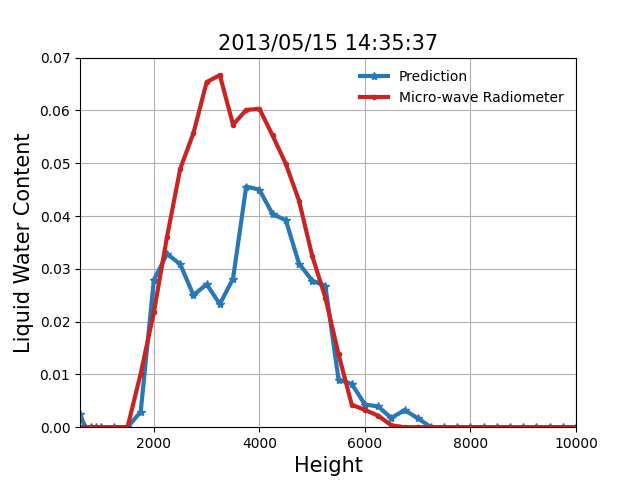 2013/05/15 14:35:37
Prediction
Micro-wave Radiometer
Liquid Water Content
0.07
0.06
0.05
0.04
0.03
0.02
0.01
0.00
2000 4000 6000 8000 10000
Height